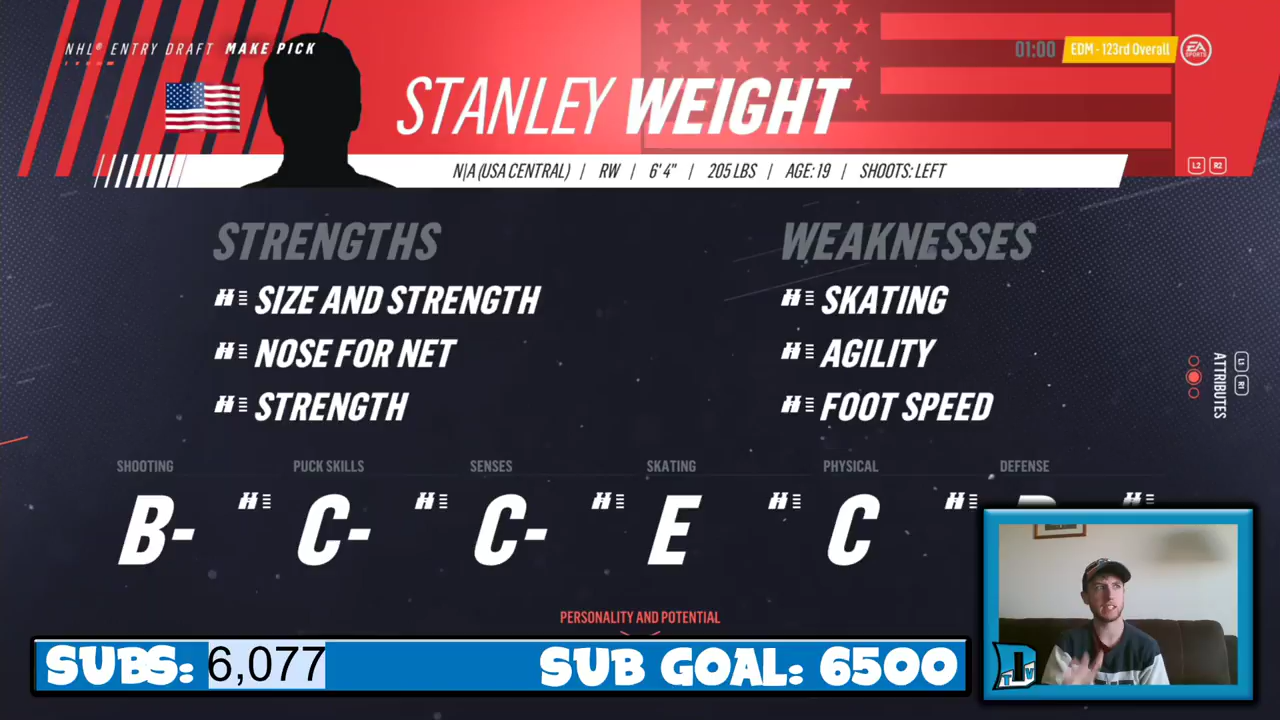 NHL® ENTRY DRAFT MAKE PICK
01:00
EDM - 123rd Overall
EA SPORTS
STANLEY WEIGHT
N|A (USA CENTRAL) / RW / 6' 4" / 205 LBS / AGE: 19 / SHOOTS: LEFT
L2 R2
STRENGTHS
SIZE AND STRENGTH
NOSE FOR NET
STRENGTH
WEAKNESSES
SKATING
AGILITY
FOOT SPEED
L1
R1
ATTRIBUTES
SHOOTING PUCK SKILLS SENSES SKATING PHYSICAL DEFENSE
B- C- C- E C
PERSONALITY AND POTENTIAL
SUBS: 6,077 SUB GOAL: 6500
TV